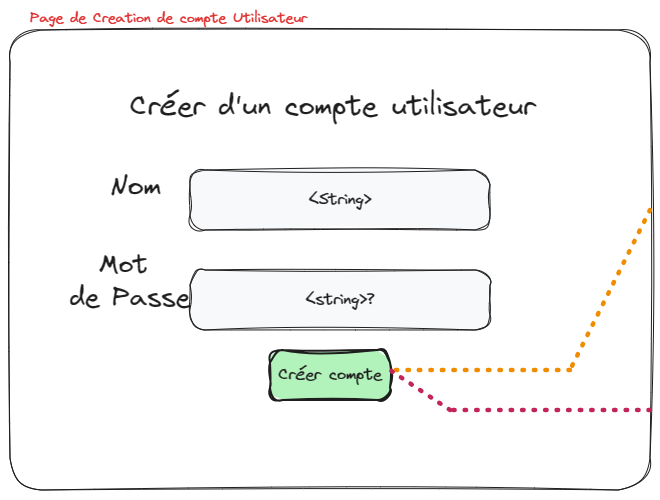 Page de Creation de compte Utilisateur
Créer d'un compte utilisateur
Nom
<String>
Mot
de Passe
<string>?
Créer compte